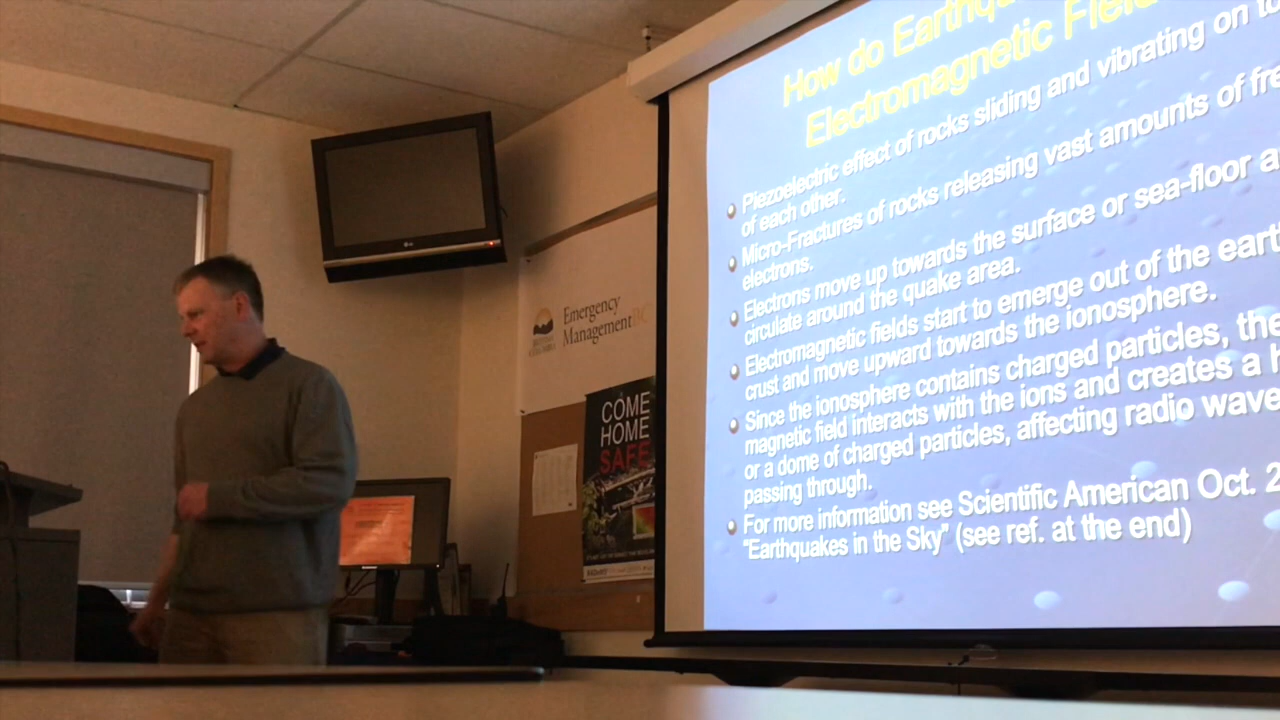 How do Earthqu
Electromagnetic Field
Piezoelectric effect of rocks sliding and vibrating on to
of each other.
Micro-Fractures of rocks releasing vast amounts of fre
electrons.
Electrons move up towards the surface or sea-floor a
circulate around the quake area.
Electromagnetic fields start to emerge out of the eart
crust and move upward towards the ionosphere.
Since the ionosphere contains charged particles, the
magnetic field interacts with the ions and creates a h
or a dome of charged particles, affecting radio wave
passing through.
For more information see Scientific American Oct. 2
"Earthquakes in the Sky" (see ref. at the end)
Emergency
ManagementBC
BRITISH
COLUMBIA
COME
HOME
SAFE
LG